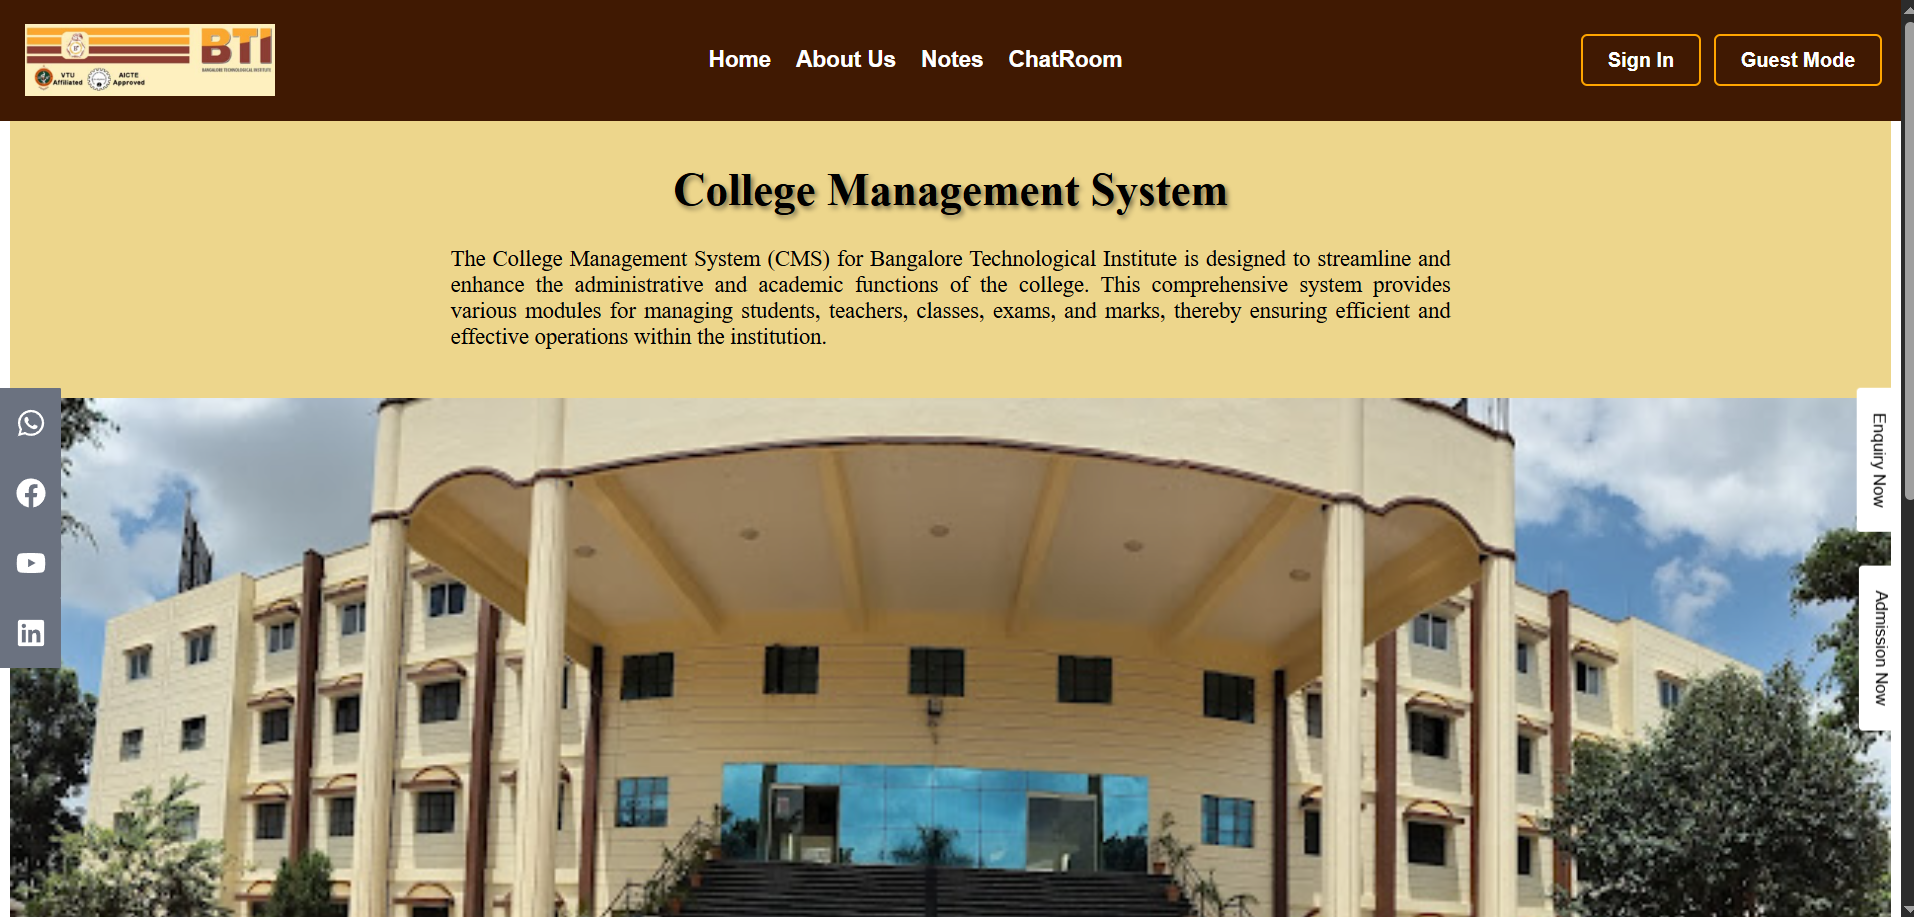 BTI
BANGALORE TECHNOLOGICAL INSTITUTE
VTU
Affiliated
AICTE
Approved
Home
About Us
Notes
ChatRoom
Sign In
Guest Mode
College Management System
The College Management System (CMS) for Bangalore Technological Institute is designed to streamline and
enhance the administrative and academic functions of the college. This comprehensive system provides
various modules for managing students, teachers, classes, exams, and marks, thereby ensuring efficient and
effective operations within the institution.
in
Enquiry Now
Admission Now